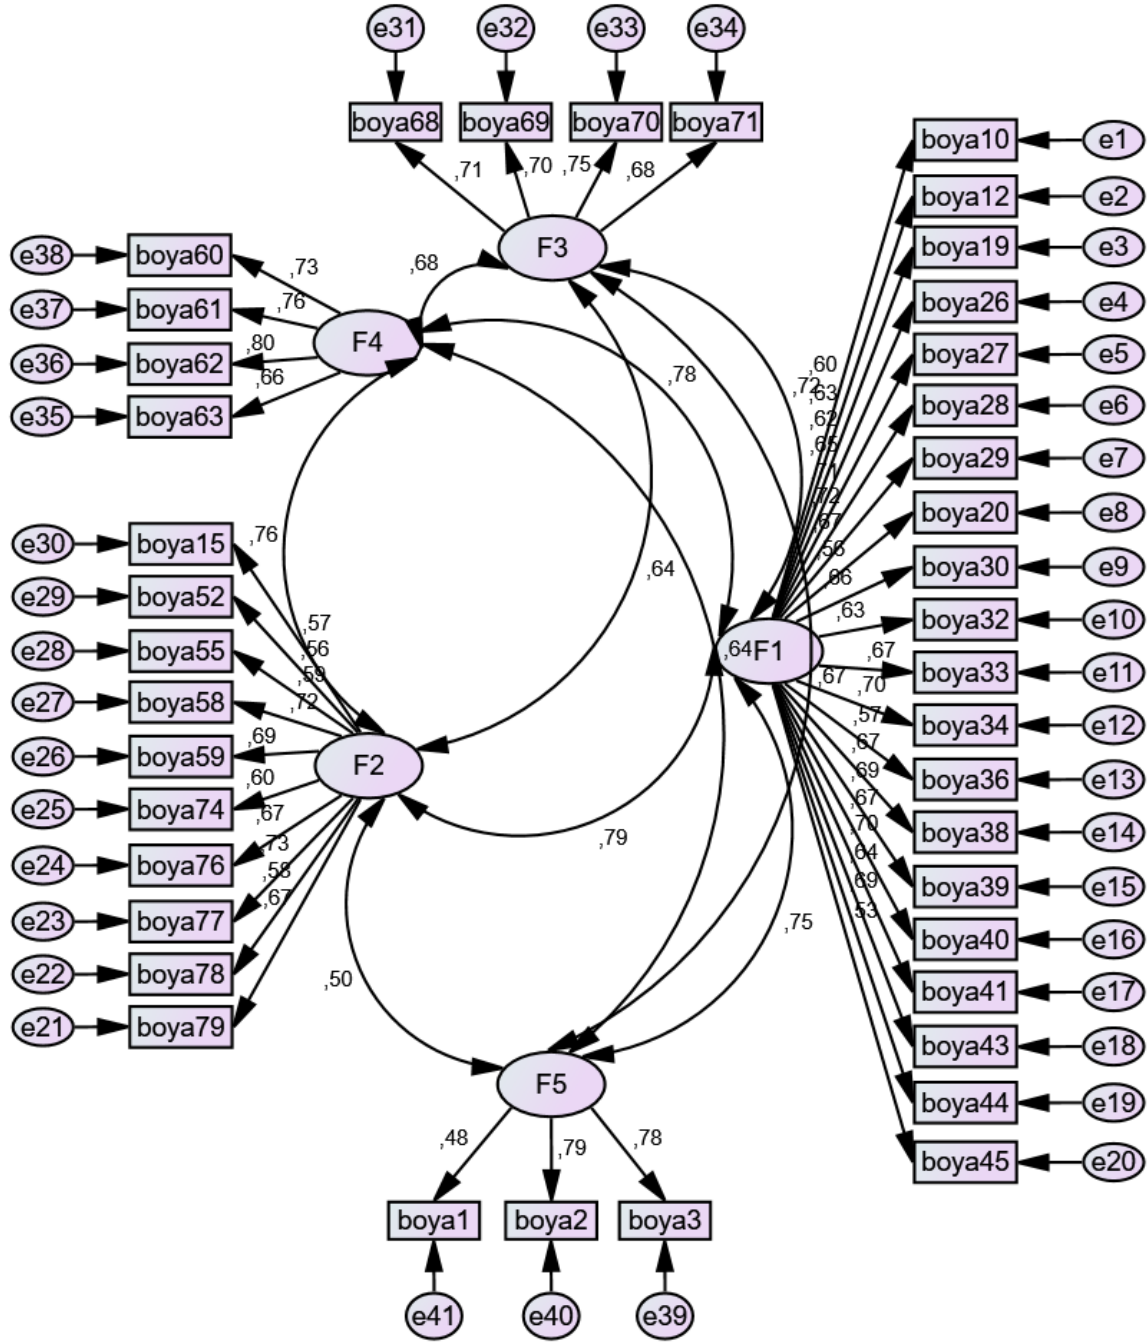 e31 e32 e33 e34
boya68 boya69 boya70 boya71
,71 ,70 ,75 ,68
F3
boya10 e1
boya12 e2
boya19 e3
boya26 e4
boya27 e5
boya28 e6
boya29 e7
boya20 e8
boya30 e9
boya32 e10
boya33 e11
boya34 e12
boya36 e13
boya38 e14
boya39 e15
boya40 e16
boya41 e17
boya43 e18
boya44 e19
boya45 e20
e38 boya60
e37 boya61
e36 boya62
e35 boya63
,73
,76
,80
,66
F4
,68
,78
,72
,60
,63
,62
,65
,71
,72
,67
,56
,66
,63
,67
,70
,57
,67
,69
,67
,70
,64
,69
,53
,64
,64
F1
,67
e30 boya15
e29 boya52
e28 boya55
e27 boya58
e26 boya59
e25 boya74
e24 boya76
e23 boya77
e22 boya78
e21 boya79
,76
,57
,56
,59
,72
,69
,60
,67
,73
,58
,67
F2
,79
,75
,50
F5
,48 ,79 ,78
boya1 boya2 boya3
e41 e40 e39